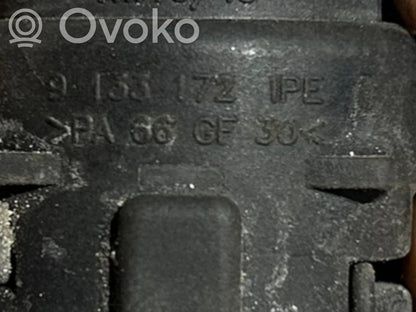 OVOKO
9 133 172 IPE
>PA 66 GF 30<